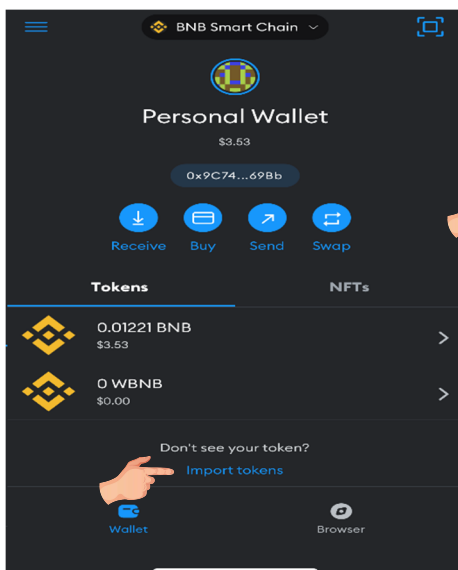 BNB Smart Chain
Personal Wallet
$3.53
0x9C74...69Bb
Receive Buy Send Swap
Tokens NFTs
0.01221 BNB
$3.53
0 WBNB
$0.00
Don't see your token?
Import tokens
Wallet Browser